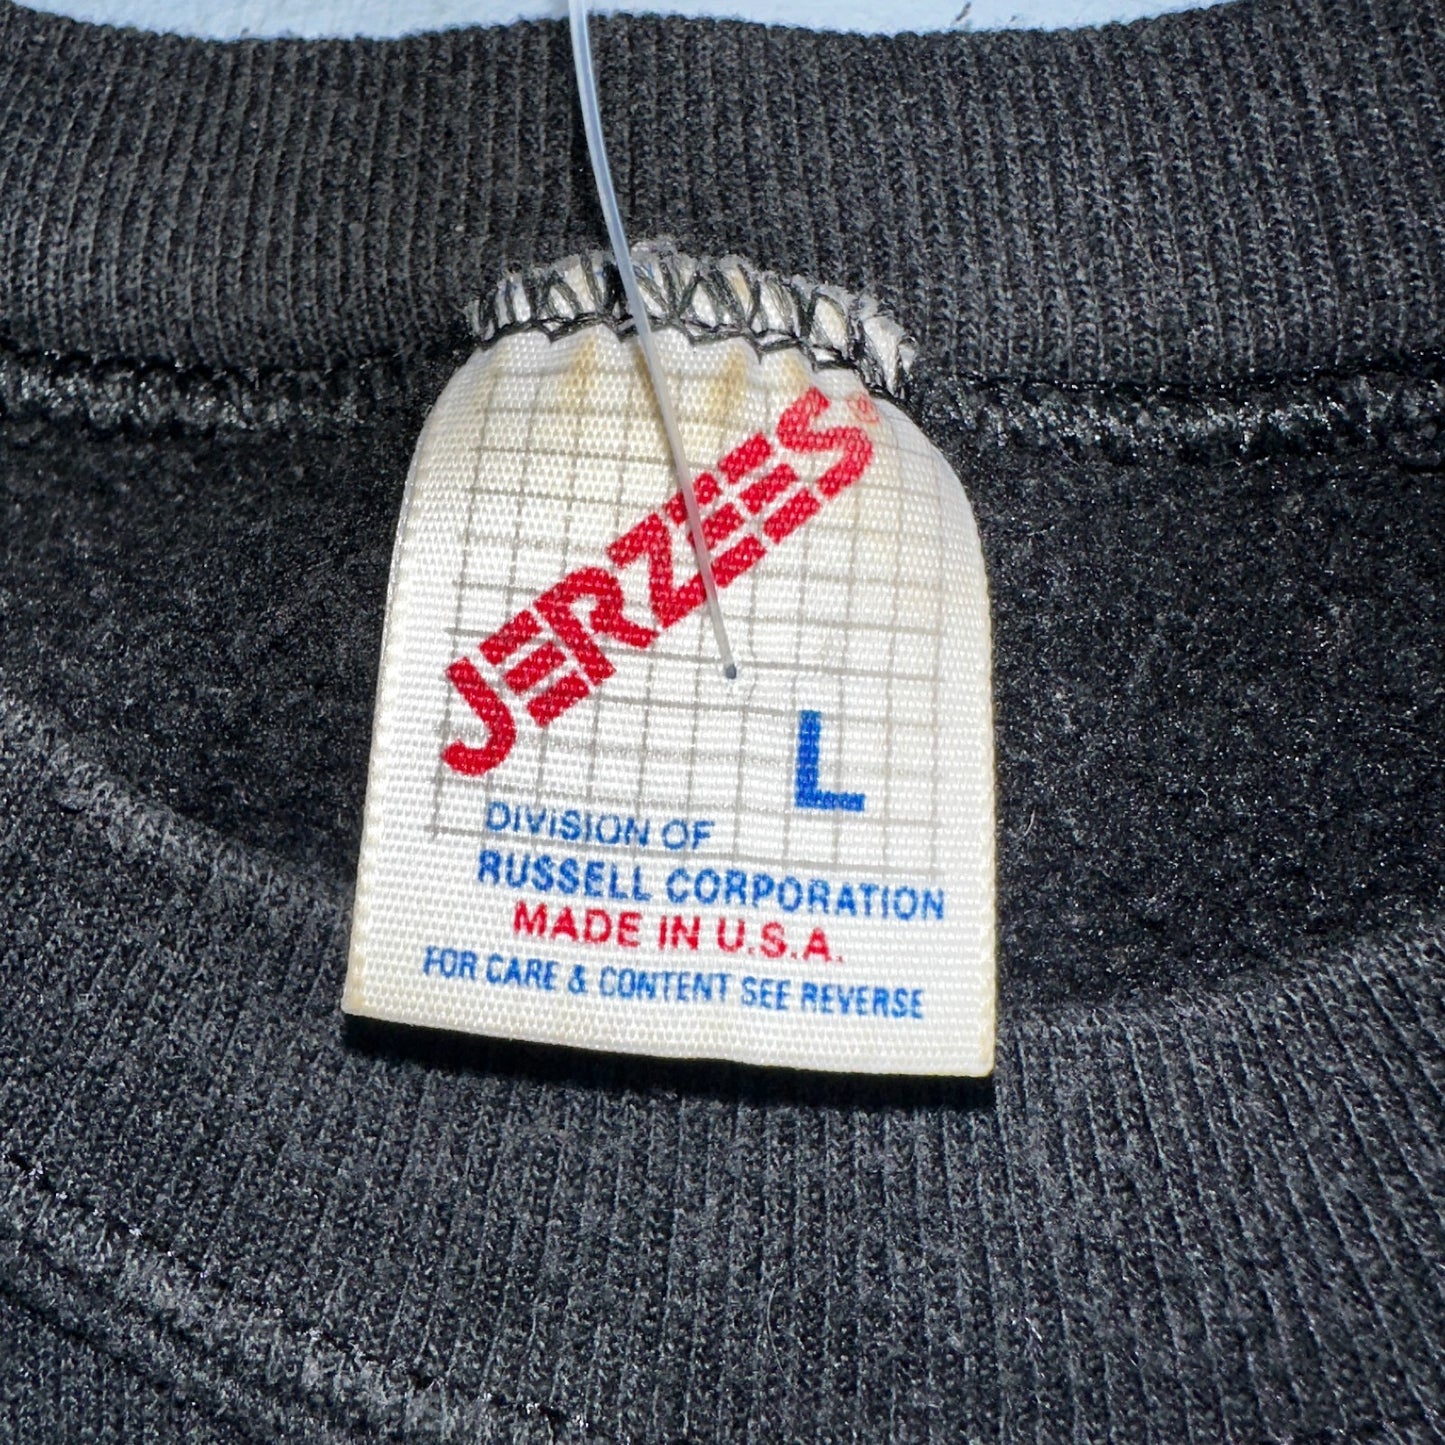 JERZEES®
L
DIVISION OF
RUSSELL CORPORATION
MADE IN U.S.A.
FOR CARE & CONTENT SEE REVERSE